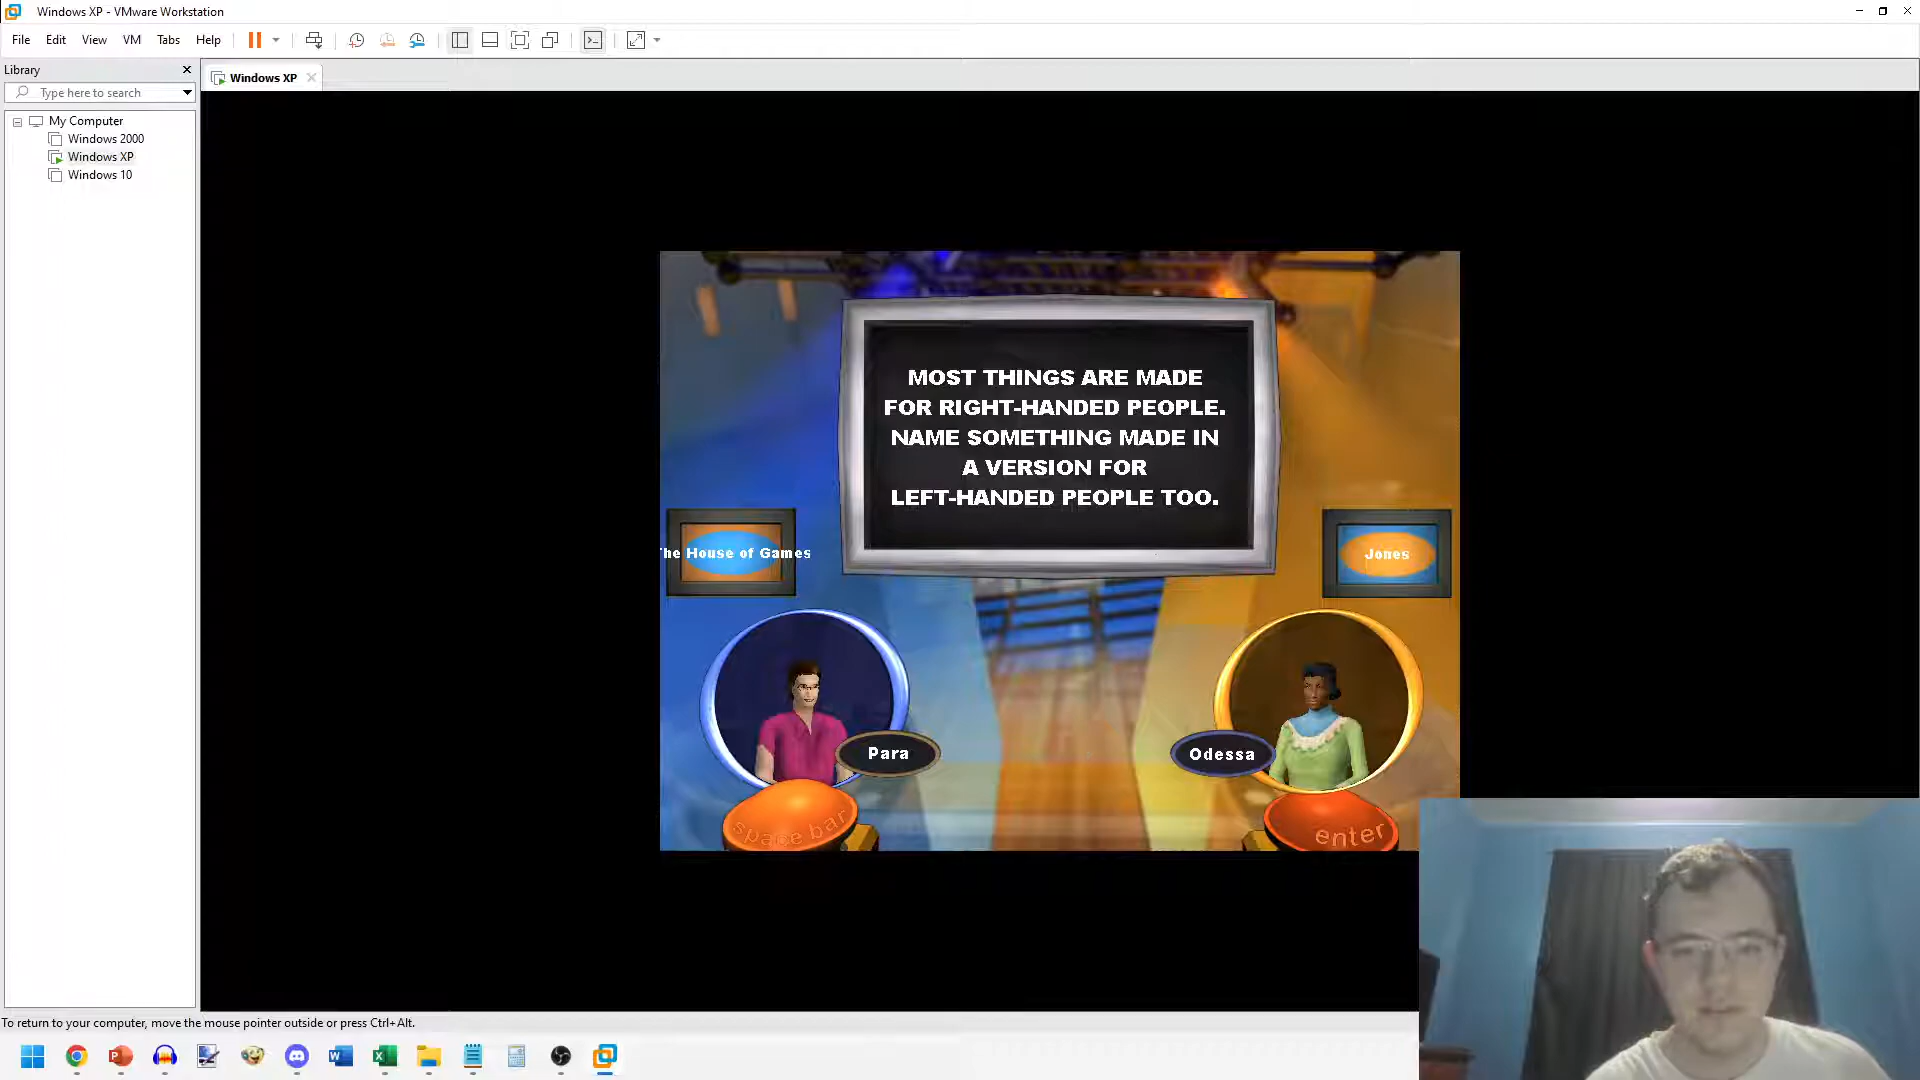 Windows XP - VMware Workstation
File Edit View VM Tabs Help
Library
Windows XP
Type here to search
My Computer
Windows 2000
Windows XP
Windows 10
MOST THINGS ARE MADE
FOR RIGHT-HANDED PEOPLE.
NAME SOMETHING MADE IN
A VERSION FOR
LEFT-HANDED PEOPLE TOO.
he House of Games
Jones
Para
Odessa
space bar
enter
To return to your computer, move the mouse pointer outside or press Ctrl+Alt.